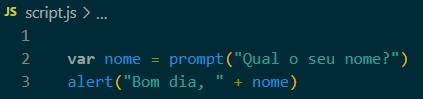 JS script.js > ...
1
2 var nome = prompt("Qual o seu nome?")
3 alert("Bom dia, " + nome)